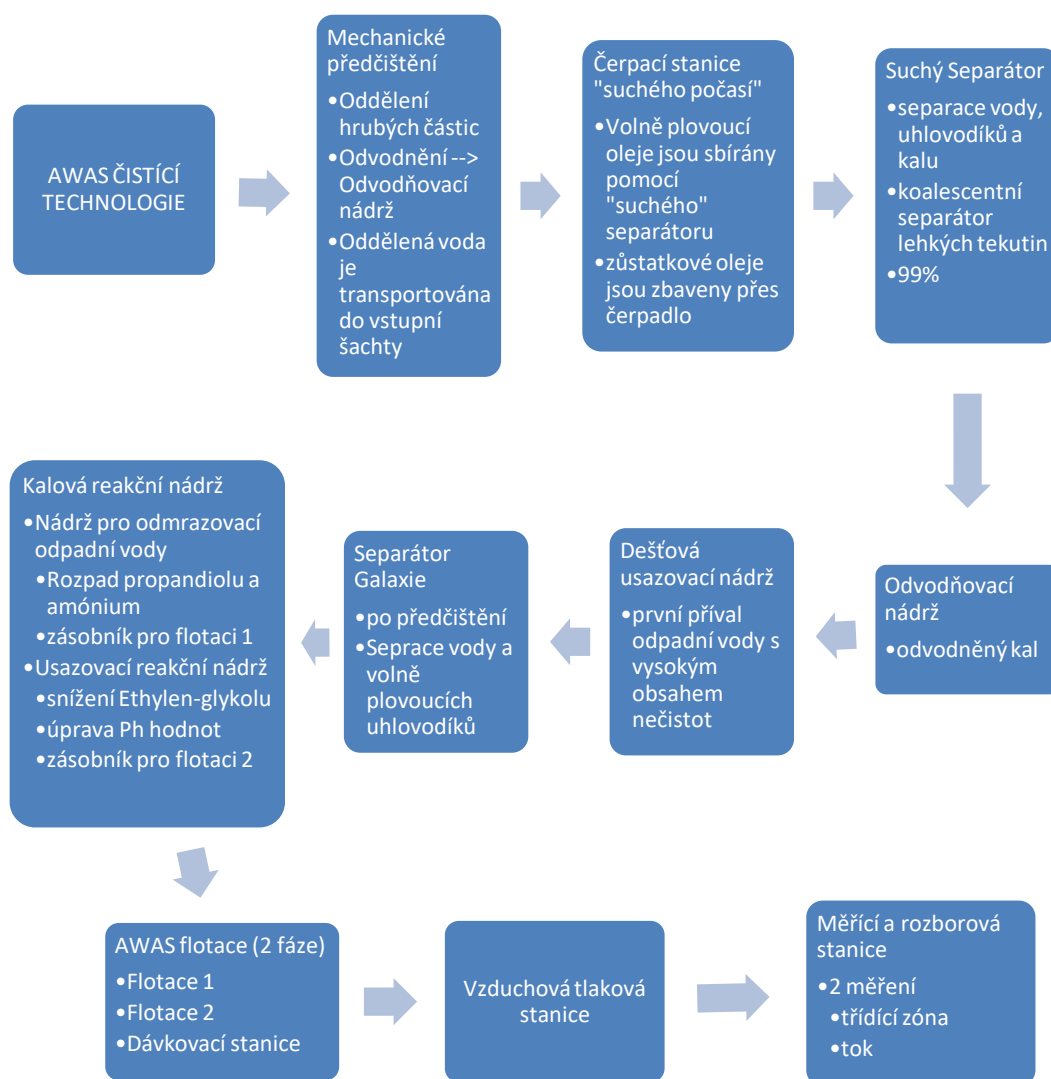 AWAS ČISTÍCÍ
TECHNOLOGIE
Mechanické
předčištění
•Oddělení
hrubých částic
•Odvodnění -->
Odvodňovací
nádrž
•Oddělená voda
je
transportována
do vstupní
šachty
Čerpací stanice
"suchého počasí"
•Volně plovoucí
oleje jsou sbírány
pomocí
"suchého"
separátoru
•zůstatkové oleje
jsou zbaveny přes
čerpadlo
Suchý Separátor
•separace vody,
uhlovodíků a
kalu
•koalescentní
separátor
lehkých tekutin
•99%
Odvodňovací
nádrž
•odvodněný kal
Dešťová
usazovací nádrž
•první příval
odpadní vody s
vysokým
obsahem
nečistot
Separátor
Galaxie
•po předčištění
•Seprace vody a
volně
plovoucích
uhlovodíků
Kalová reakční nádrž
•Nádrž pro odmrazovací
odpadní vody
•Rozpad propandiolu a
amónium
•zásobník pro flotaci 1
•Usazovací reakční nádrž
•snížení Ethylen-glykolu
•úprava Ph hodnot
•zásobník pro flotaci 2
AWAS flotace (2 fáze)
•Flotace 1
•Flotace 2
•Dávkovací stanice
Vzduchová tlaková
stanice
Měřící a rozborová
stanice
•2 měření
•třídící zóna
•tok